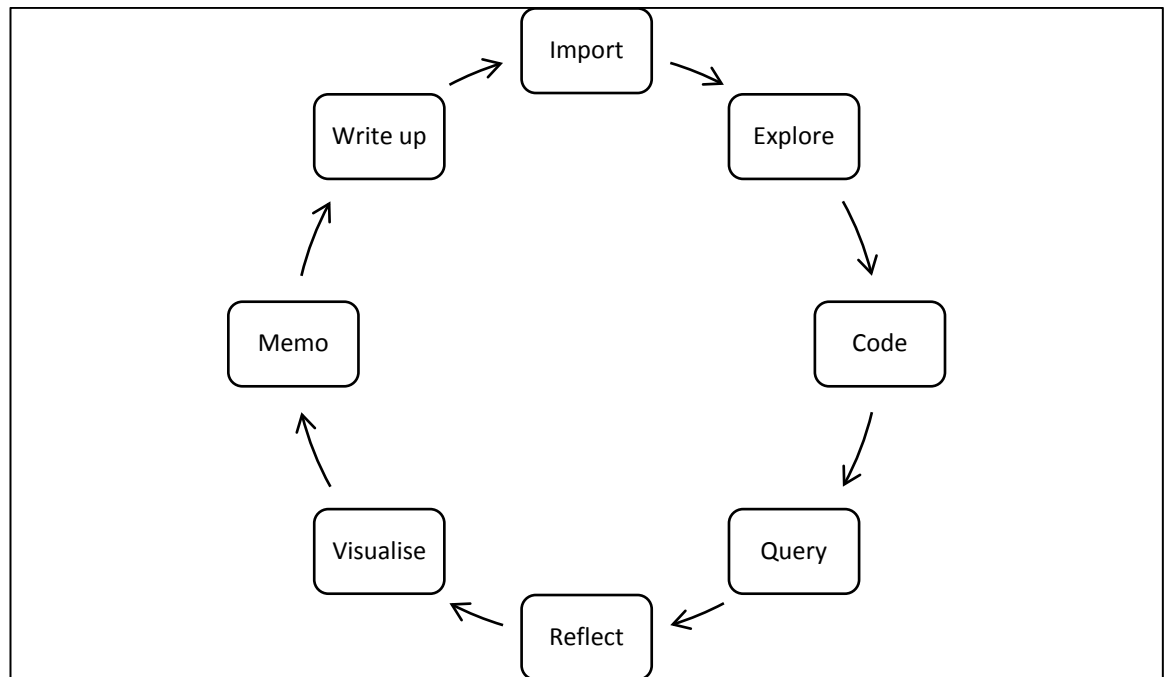 Import
Explore
Code
Query
Reflect
Visualise
Memo
Write up